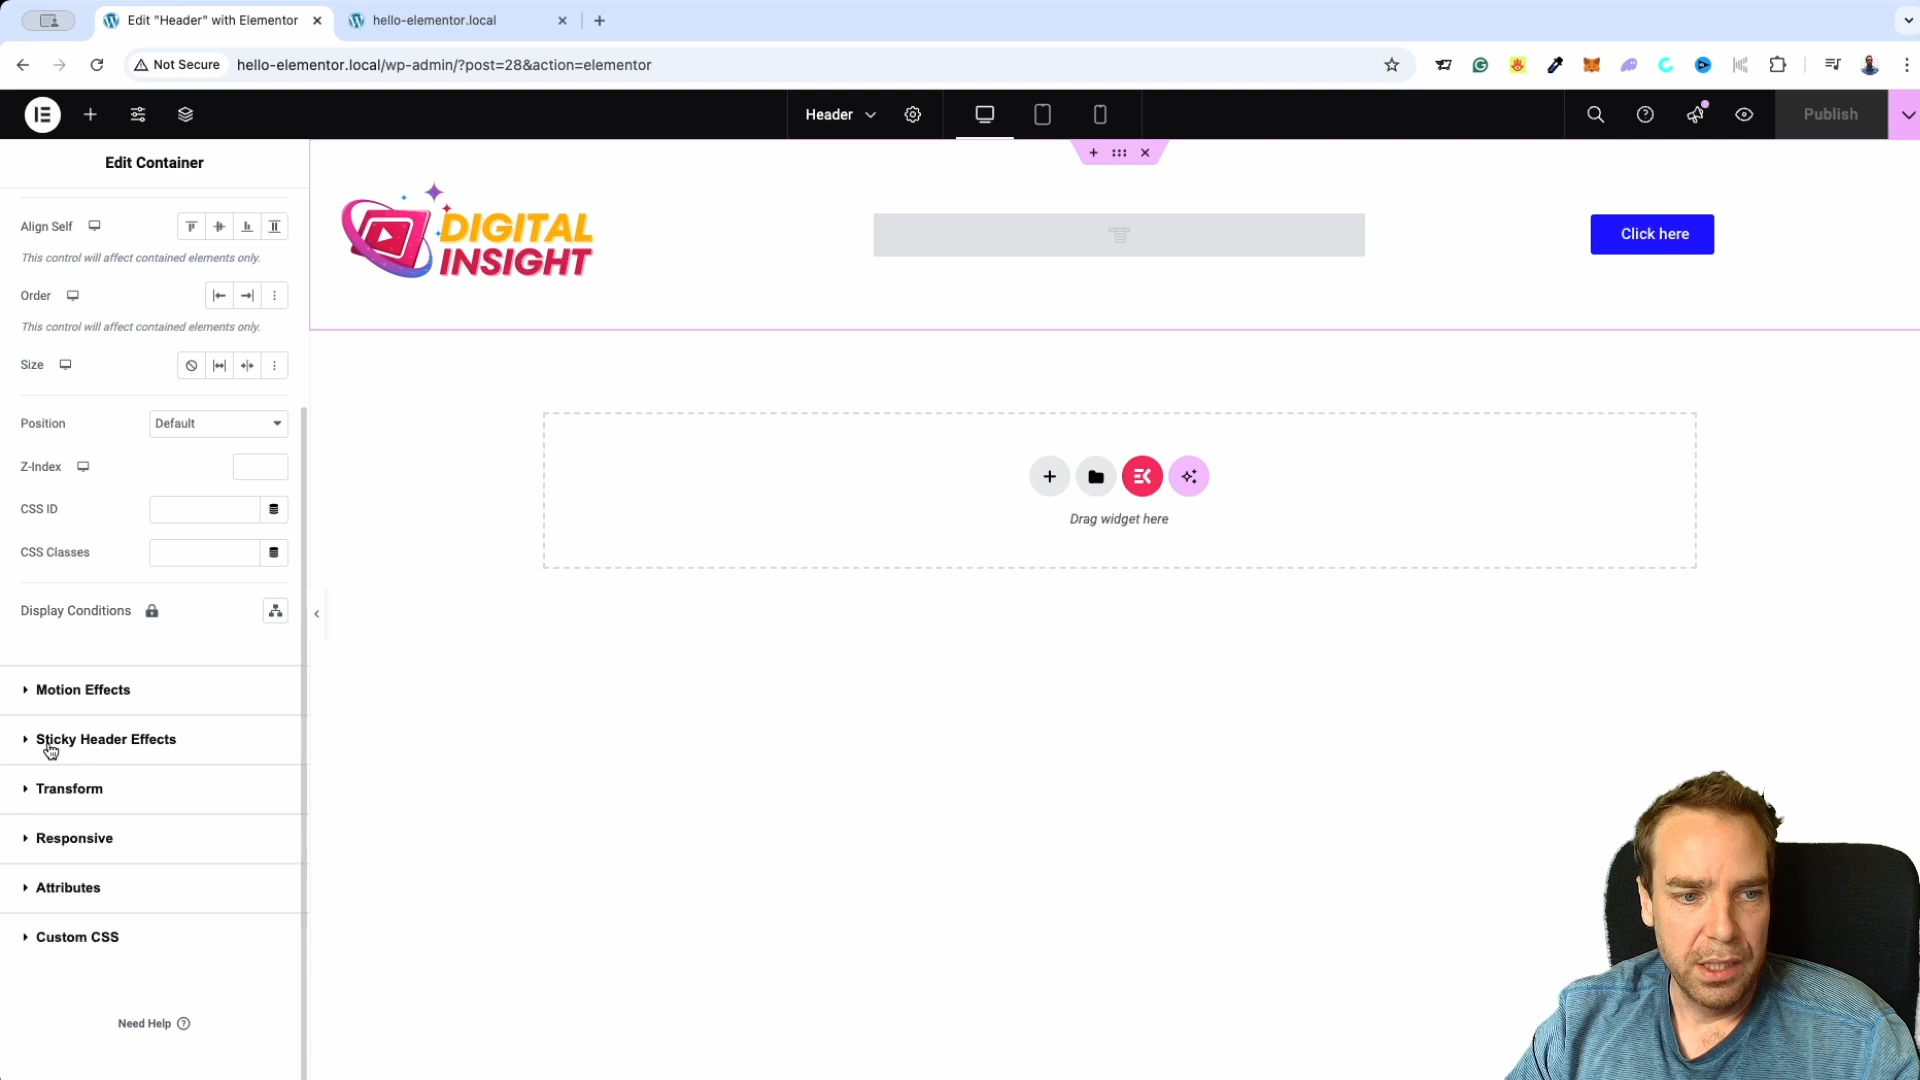 Edit "Header" with Elementor
hello-elementor.local
Not Secure
hello-elementor.local/wp-admin/?post=28&action=elementor
Header
Publish
Edit Container
Align Self
This control will affect contained elements only.
Order
This control will affect contained elements only.
Size
Position
Default
Z-Index
CSS ID
CSS Classes
Display Conditions
Motion Effects
Sticky Header Effects
Transform
Responsive
Attributes
Custom CSS
Need Help
DIGITAL
INSIGHT
Click here
Drag widget here